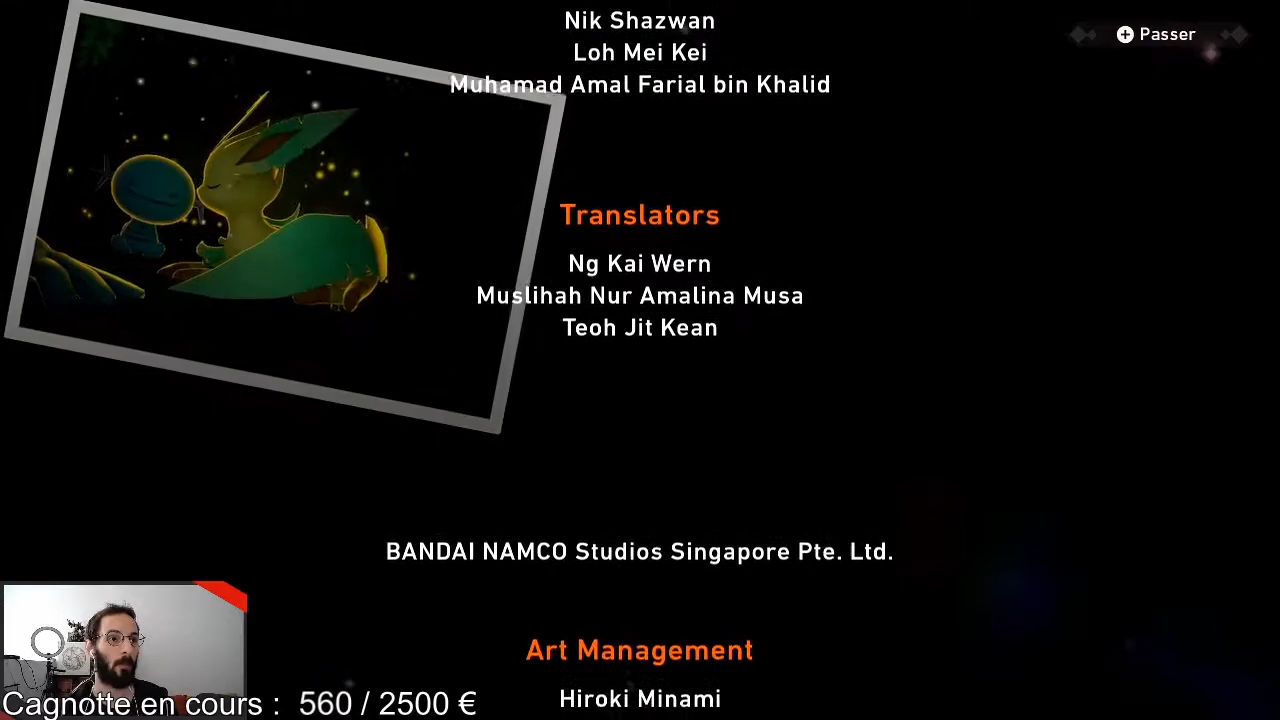 Nik Shazwan
Loh Mei Kei
Muhamad Amal Farial bin Khalid
Passer
Translators
Ng Kai Wern
Muslihah Nur Amalina Musa
Teoh Jit Kean
BANDAI NAMCO Studios Singapore Pte. Ltd.
Art Management
Hiroki Minami
Cagnotte en cours : 560 / 2500 €